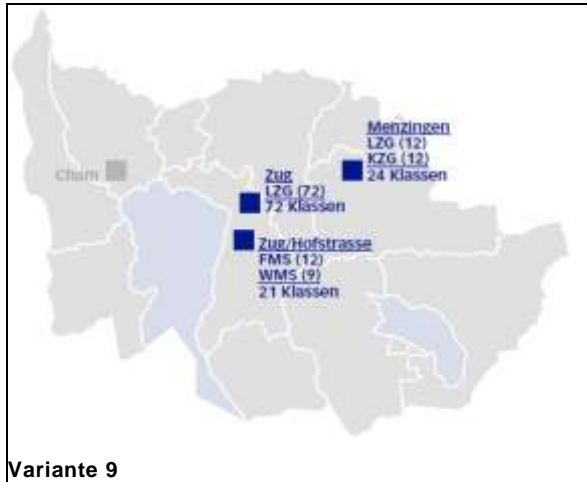 Menzingen
LZG (12)
KZG (12)
24 Klassen
Cham
Zug
LZG (72)
72 Klassen
Zug/Hofstrasse
FMS (12)
WMS (9)
21 Klassen
Variante 9